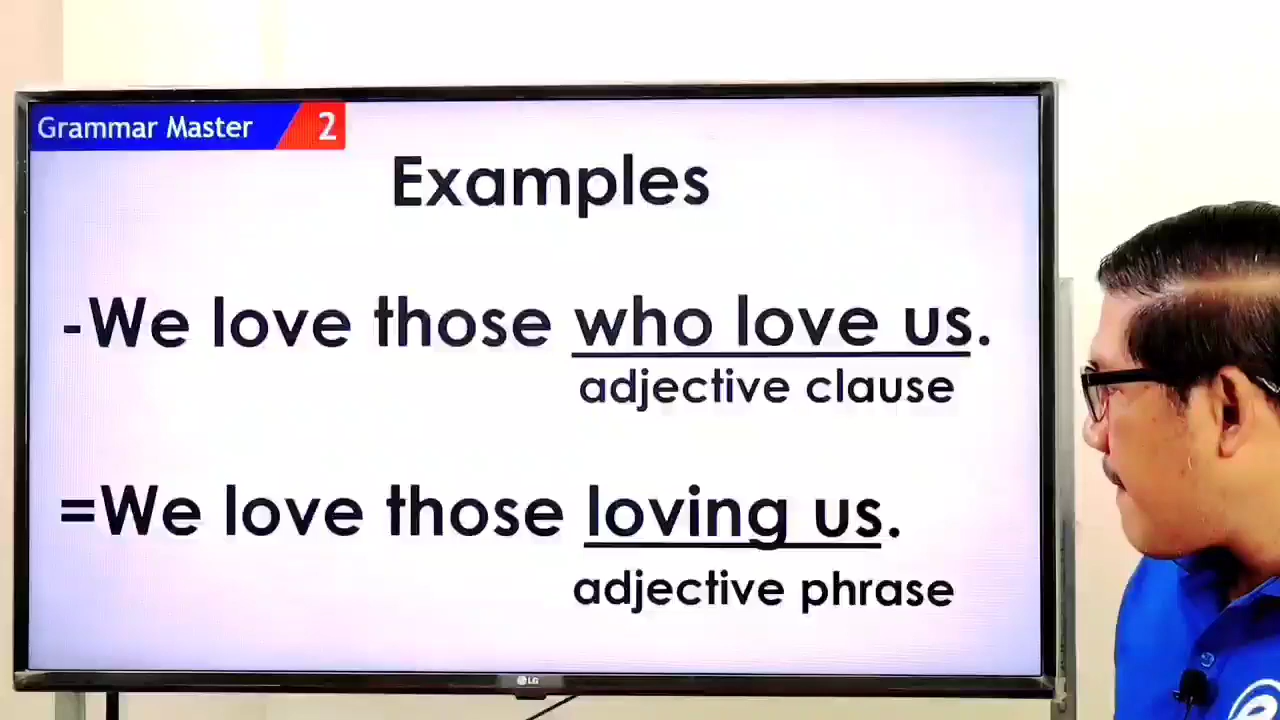 Grammar Master 2
Examples
-We love those who love us.
adjective clause
=We love those loving us.
adjective phrase
LG